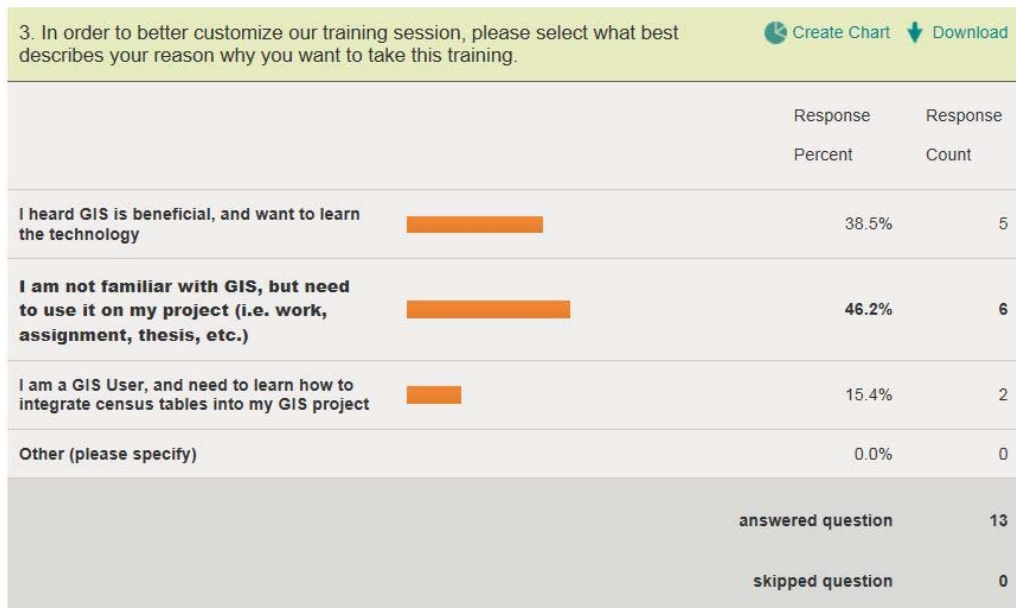 3. In order to better customize our training session, please select what best
describes your reason why you want to take this training.
Create Chart
Download
Response
Percent
Response
Count
I heard GIS is beneficial, and want to learn
the technology
38.5%
5
I am not familiar with GIS, but need
to use it on my project (i.e. work,
assignment, thesis, etc.)
46.2%
6
I am a GIS User, and need to learn how to
integrate census tables into my GIS project
15.4%
2
Other (please specify)
0.0%
0
answered question
13
skipped question
0